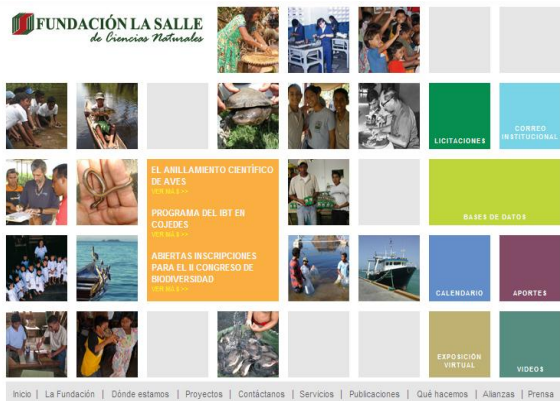 FUNDACIÓN LA SALLE
de Ciencias Naturales
LICITACIONES
CORREO
INSTITUCIONAL
EL ANILLAMIENTO CIENTÍFICO
DE AVES
VER MÁS >>
PROGRAMA DEL IBT EN
COJEDES
VER MÁS >>
ABIERTAS INSCRIPCIONES
PARA EL II CONGRESO DE
BIODIVERSIDAD
VER MÁS >>
BASES DE DATOS
CALENDARIO
APORTES
EXPOSICIÓN
VIRTUAL
VIDEOS
Inicio | La Fundación | Dónde estamos | Proyectos | Contáctanos | Servicios | Publicaciones | Qué hacemos | Alianzas | Prensa